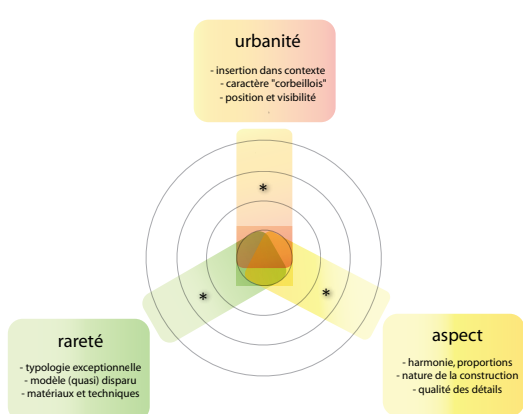 urbanité
- insertion dans contexte
- caractère "corbeillois"
- position et visibilité
*
*
*
rareté
- typologie exceptionnelle
- modèle (quasi) disparu
- matériaux et techniques
aspect
- harmonie, proportions
- nature de la construction
- qualité des détails